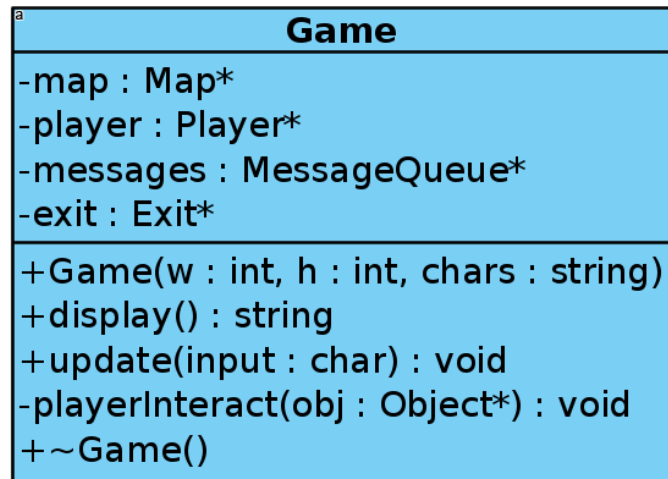 a
Game
-map : Map*
-player : Player*
-messages : MessageQueue*
-exit : Exit*
+Game(w : int, h : int, chars : string)
+display() : string
+update(input : char) : void
-playerInteract(obj : Object*) : void
+~Game()